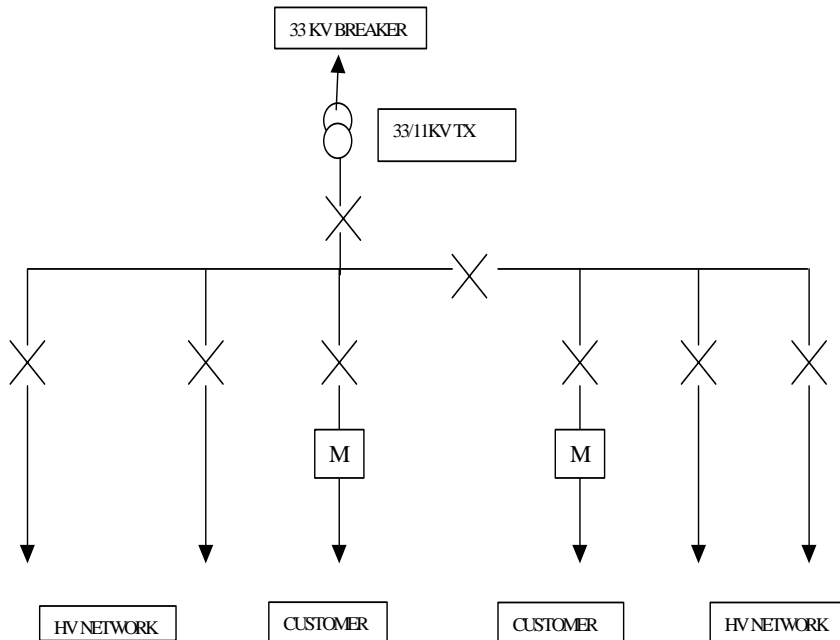 33 KV BREAKER
33/11KV TX
M
M
HV NETWORK
CUSTOMER
CUSTOMER
HV NETWORK